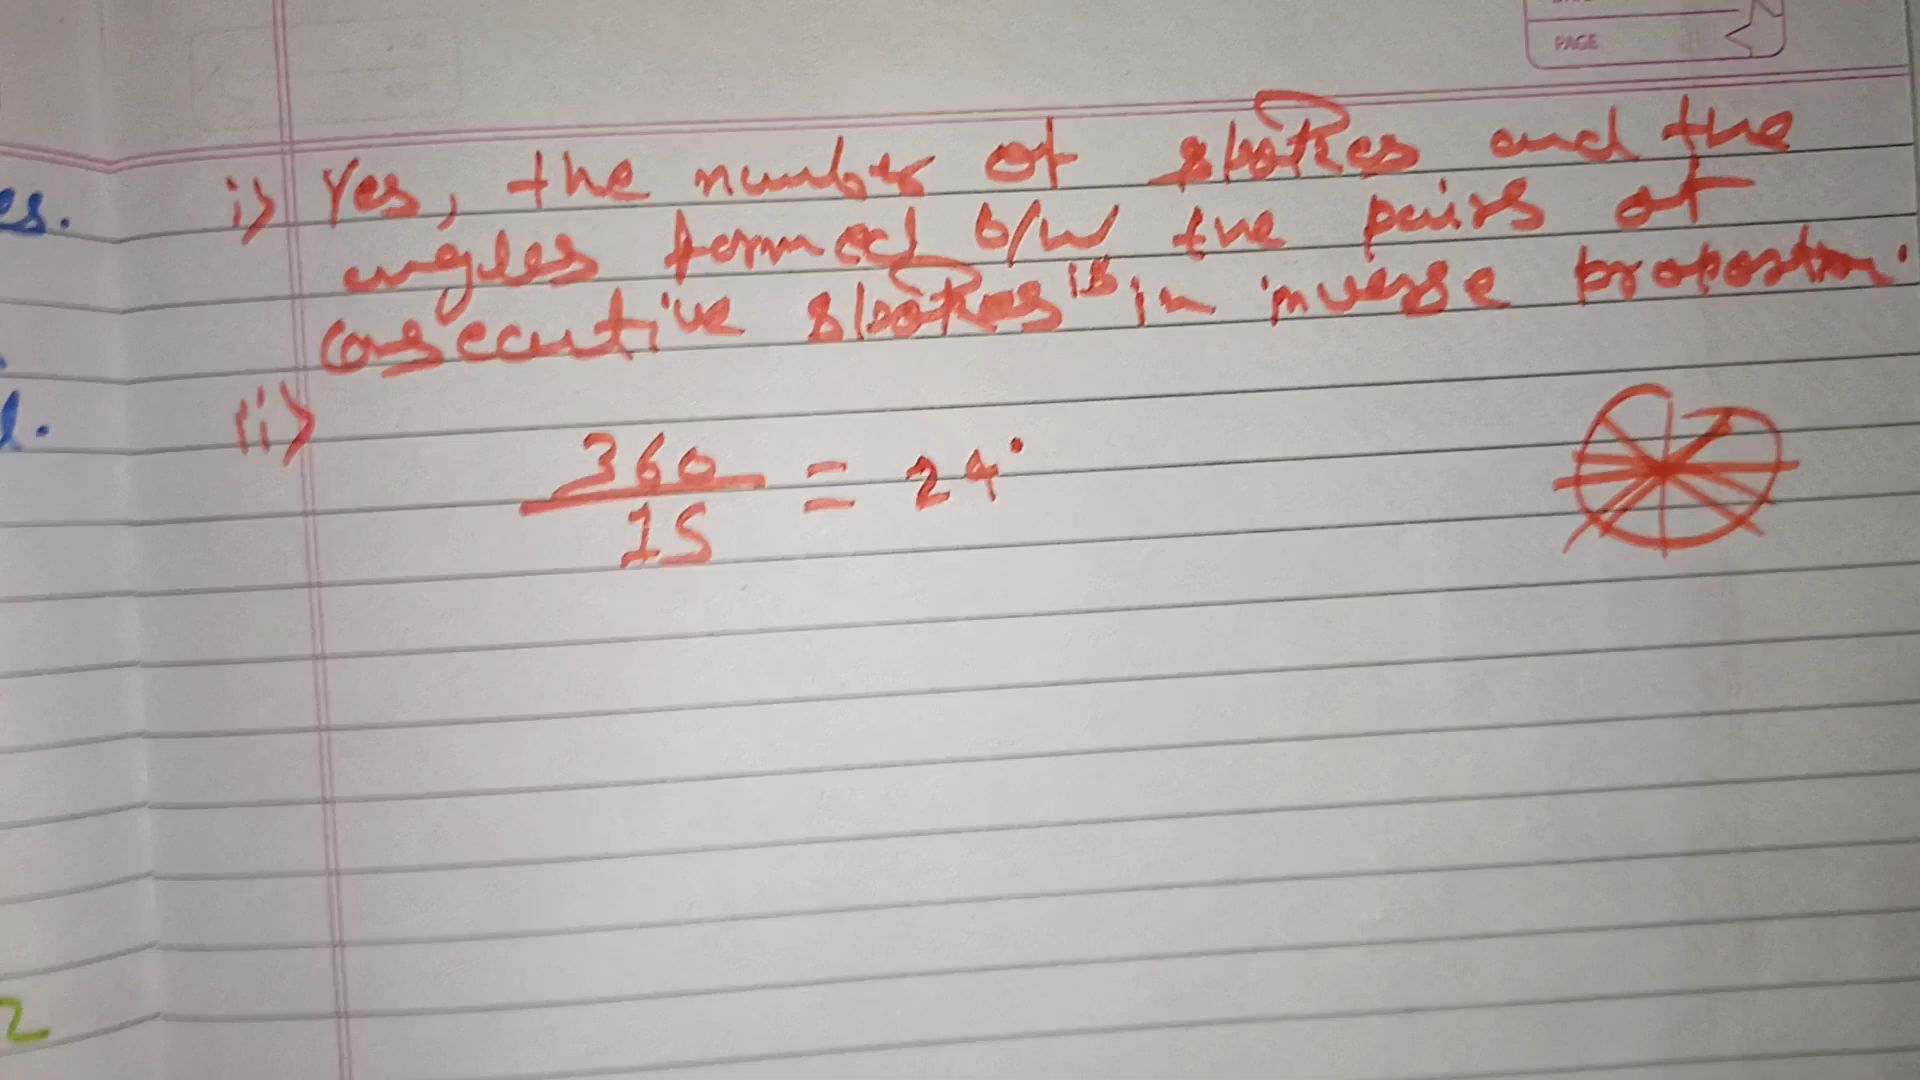 PAGE
i) Yes, the number of spokes and the
angles formed b/w the pairs of
consecutive spokes is in inverse proportion.
es.
ii)
360
15
= 24°
2